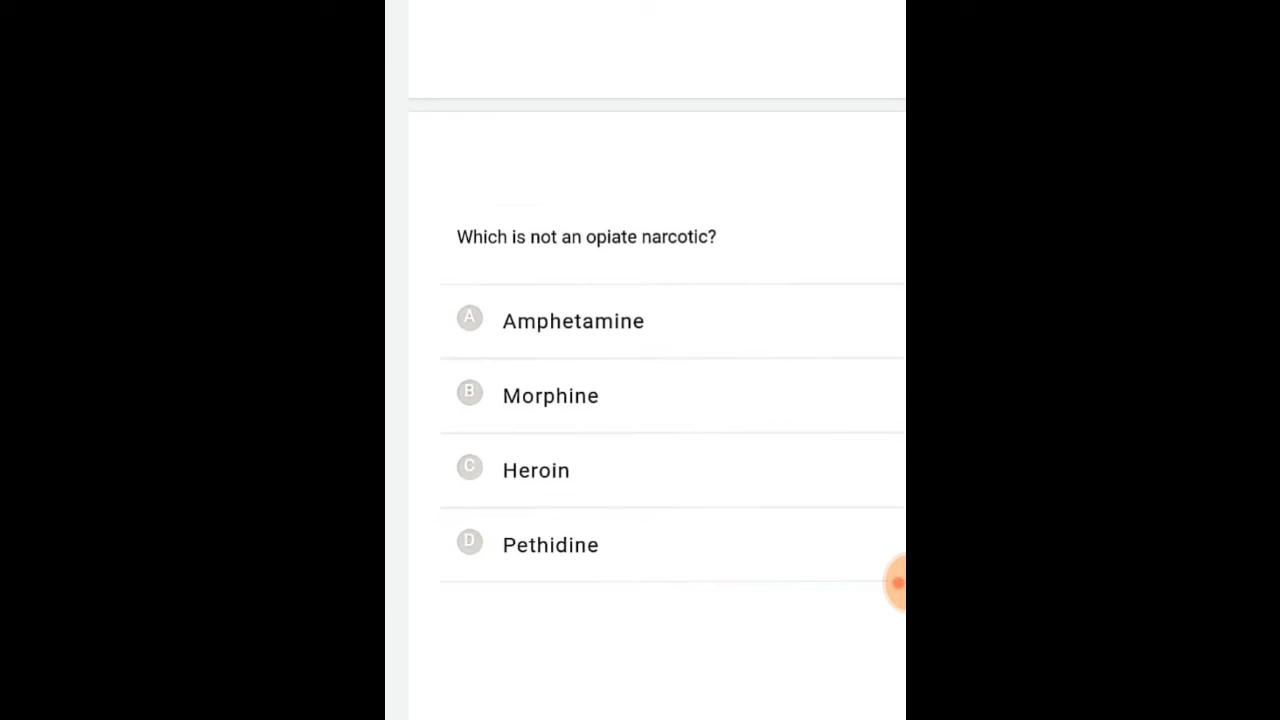 Which is not an opiate narcotic?
A Amphetamine
B Morphine
C Heroin
D Pethidine